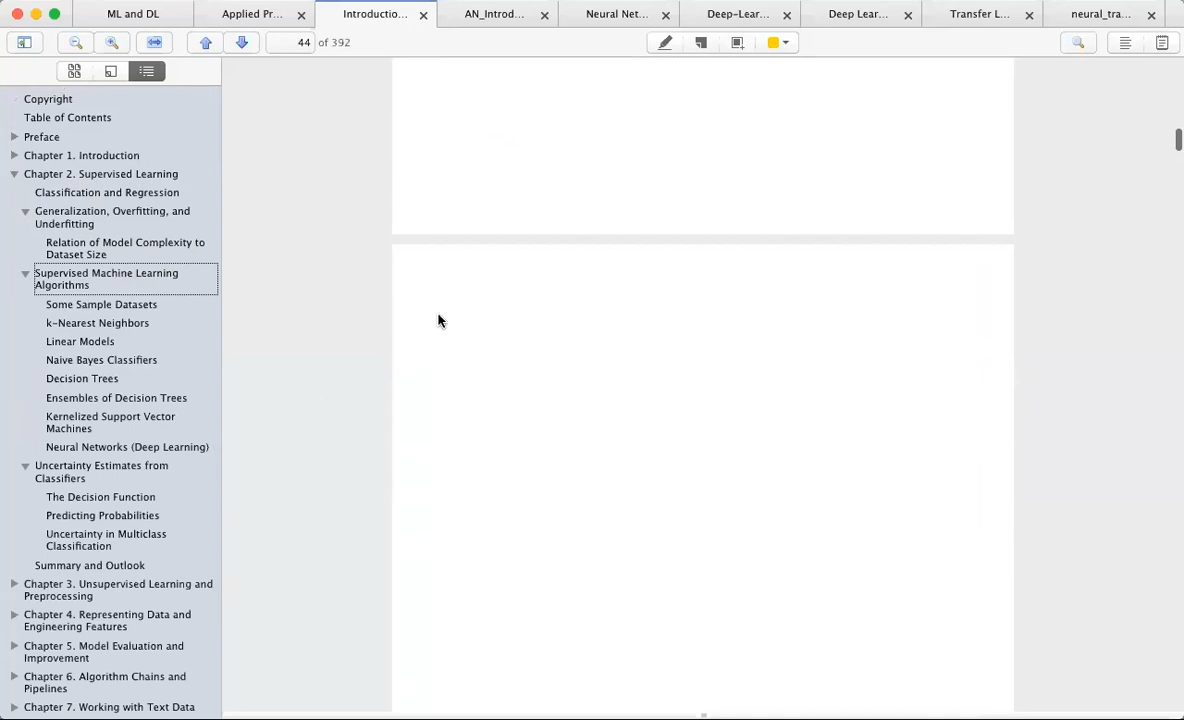 ML and DL
Applied Pr...
Introductio...
AN_Introd...
Neural Net...
Deep-Lear...
Deep Lear...
Transfer L...
neural_tra...
44 of 392
Copyright
Table of Contents
Preface
Chapter 1. Introduction
Chapter 2. Supervised Learning
Classification and Regression
Generalization, Overfitting, and
Underfitting
Relation of Model Complexity to
Dataset Size
Supervised Machine Learning
Algorithms
Some Sample Datasets
k-Nearest Neighbors
Linear Models
Naive Bayes Classifiers
Decision Trees
Ensembles of Decision Trees
Kernelized Support Vector
Machines
Neural Networks (Deep Learning)
Uncertainty Estimates from
Classifiers
The Decision Function
Predicting Probabilities
Uncertainty in Multiclass
Classification
Summary and Outlook
Chapter 3. Unsupervised Learning and
Preprocessing
Chapter 4. Representing Data and
Engineering Features
Chapter 5. Model Evaluation and
Improvement
Chapter 6. Algorithm Chains and
Pipelines
Chapter 7. Working with Text Data